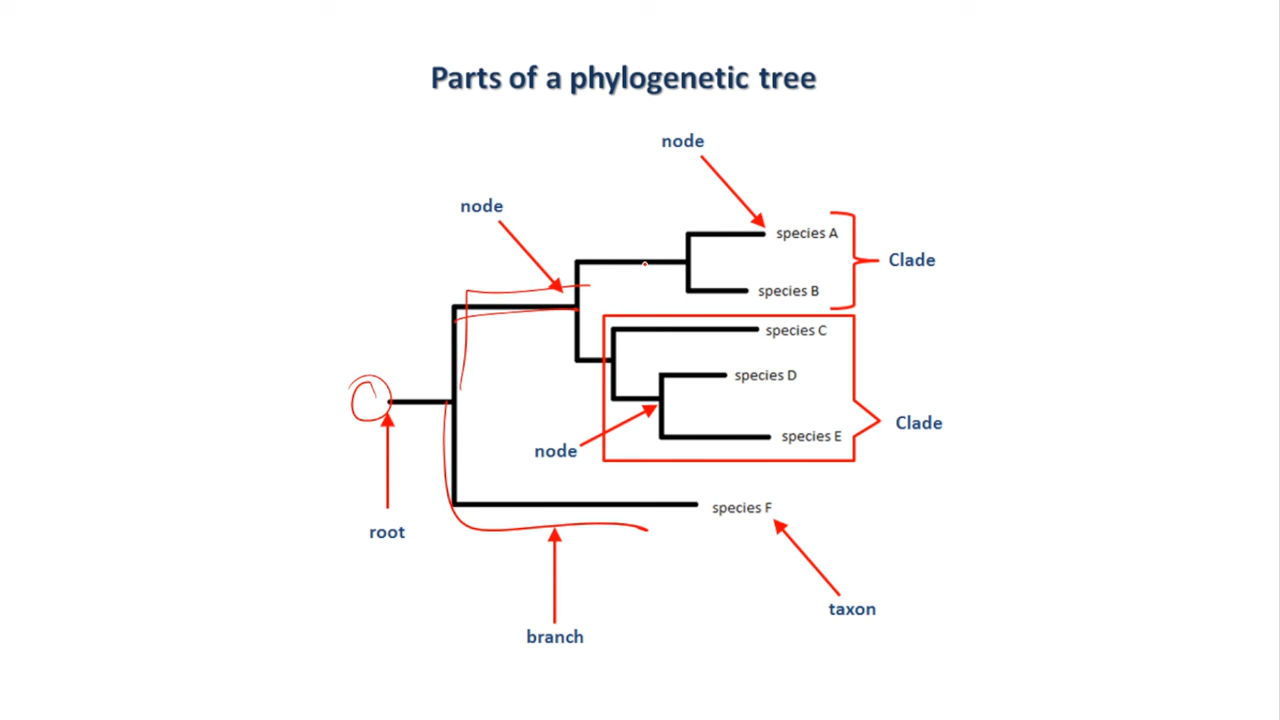 Parts of a phylogenetic tree
node
node
species A
Clade
species B
species C
species D
Clade
species E
node
species F
root
taxon
branch